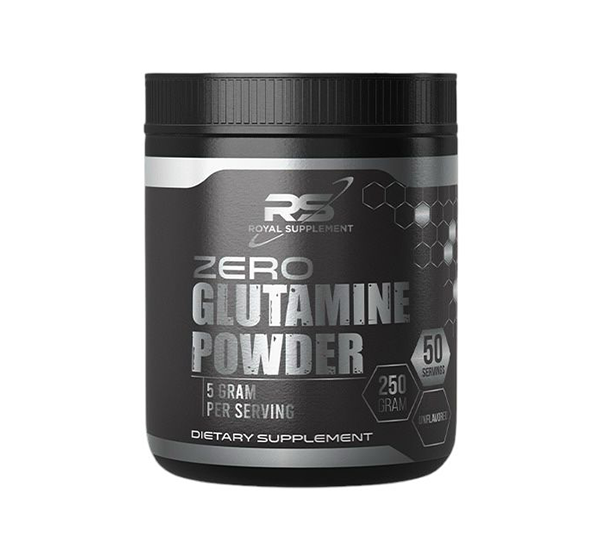 RS
ROYAL SUPPLEMENT
ZERO
GLUTAMINE
POWDER
5 GRAM
PER SERVING
250
GRAM
50
SERVINGS
UNFLAVORED
DIETARY SUPPLEMENT